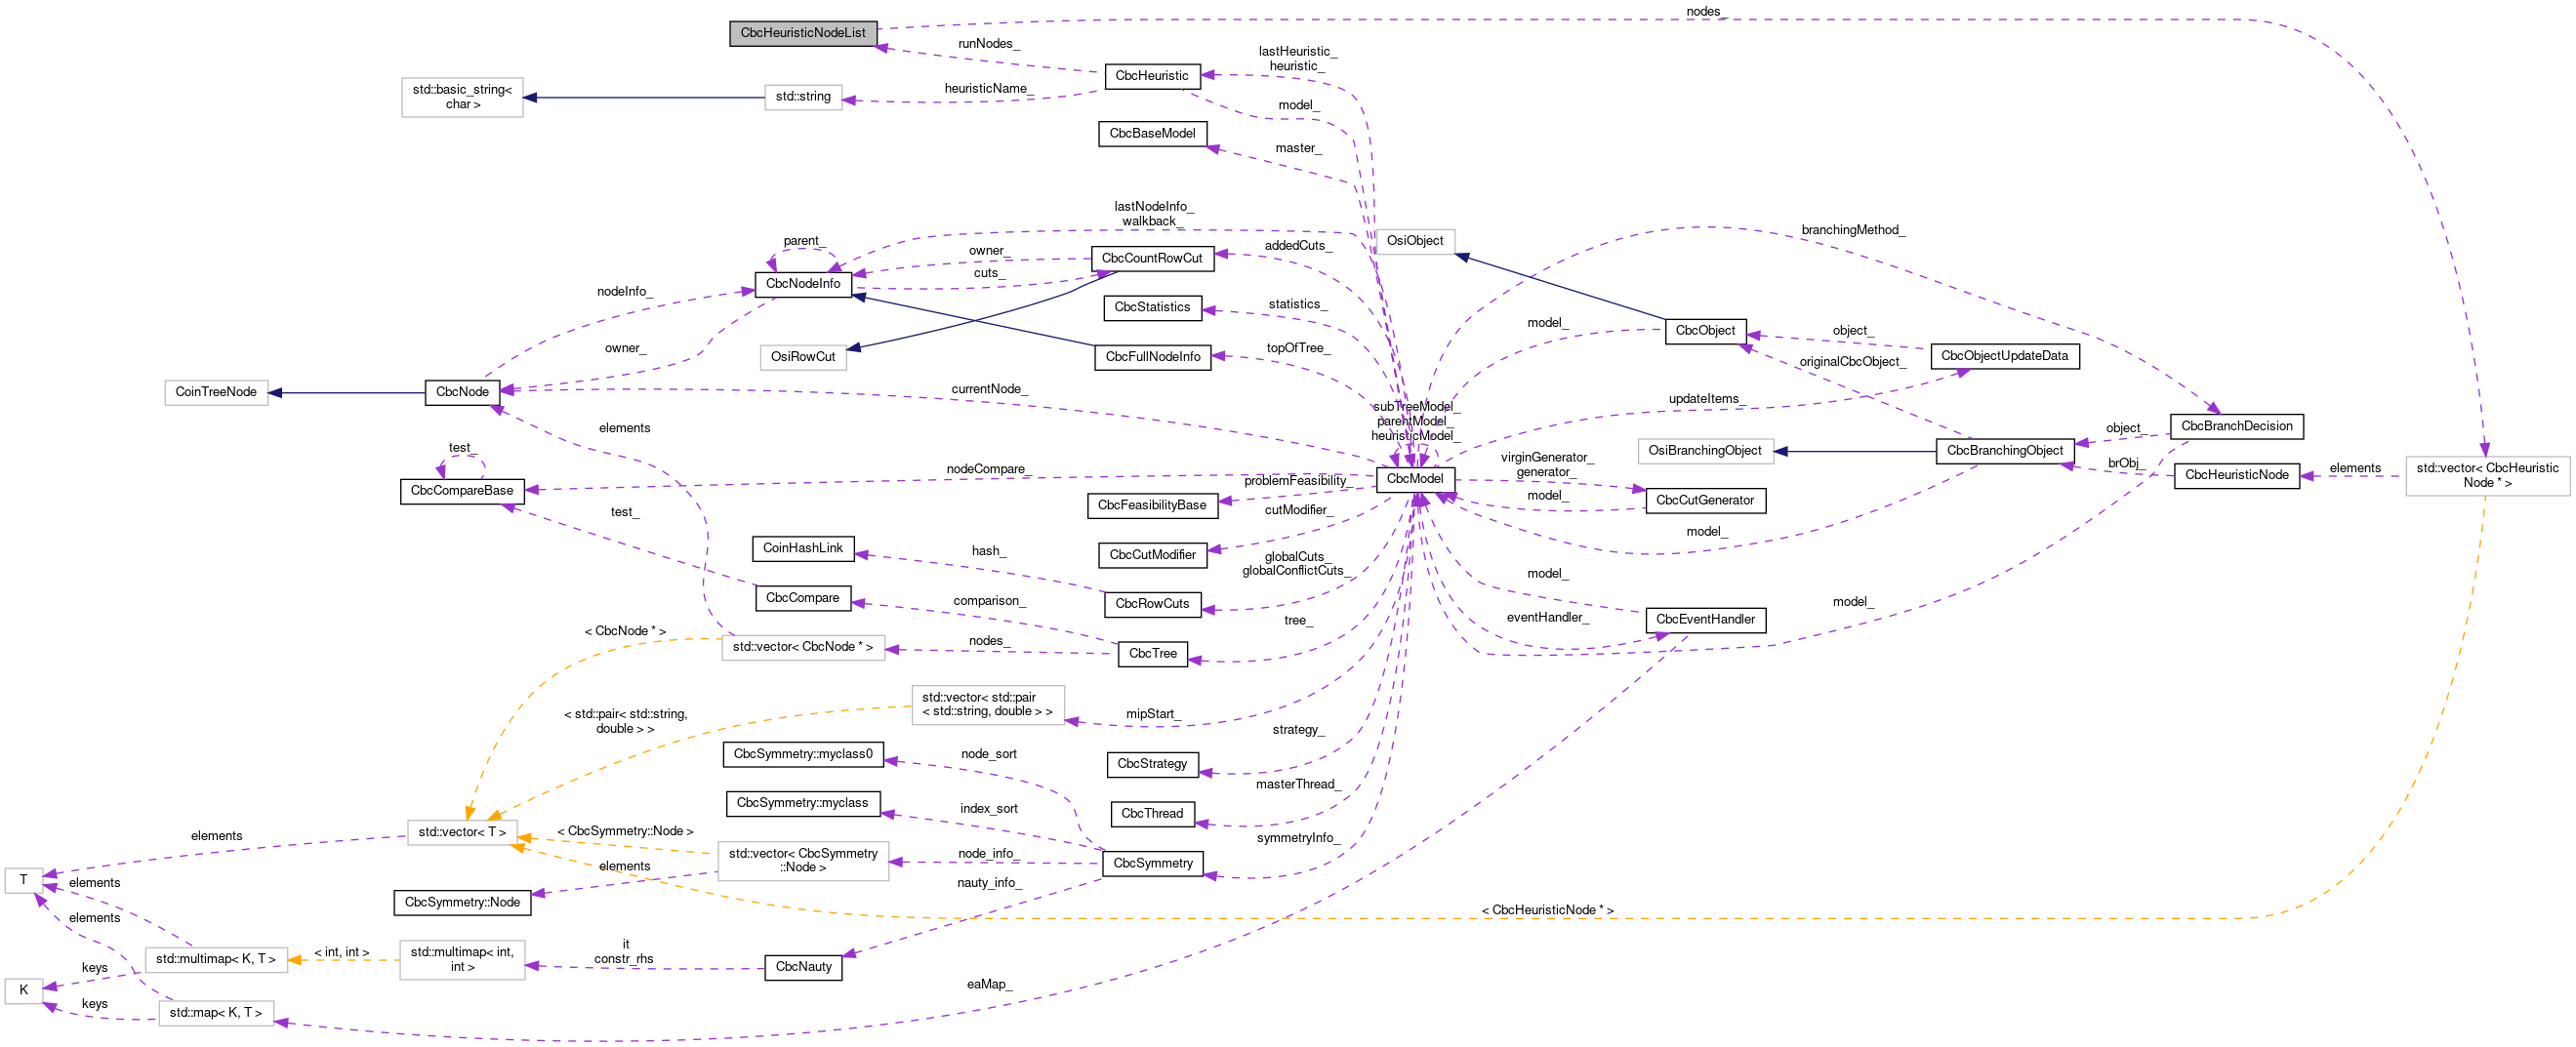 nodes_
CbcHeuristicNodeList
runNodes_
lastHeuristic_
heuristic_
CbcHeuristic
std::basic_string<
char >
std::string
heuristicName_
model_
CbcBaseModel
master_
lastNodeInfo_
walkback_
branchingMethod_
parent_
owner_
CbcCountRowCut
addedCuts_
OsiObject
CbcNodeInfo
cuts_
nodeInfo_
CbcStatistics
statistics_
model_
CbcObject
object_
owner_
OsiRowCut
CbcFullNodeInfo
topOfTree_
originalCbcObject_
CbcObjectUpdateData
CoinTreeNode
CbcNode
currentNode_
subTreeModel_
parentModel_
heuristicModel_
updateItems_
elements
object_
CbcBranchDecision
test_
OsiBranchingObject
CbcBranchingObject
nodeCompare_
virginGenerator_
generator_
brObj_
CbcHeuristicNode
elements
std::vector< CbcHeuristic
Node * >
CbcCompareBase
CbcModel
problemFeasibility_
CbcFeasibilityBase
model_
CbcCutGenerator
test_
cutModifier_
model_
CoinHashLink
hash_
CbcCutModifier
globalCuts_
globalConflictCuts_
model_
CbcCompare
comparison_
CbcRowCuts
model_
eventHandler_
CbcEventHandler
< CbcNode * >
std::vector< CbcNode * >
nodes_
CbcTree
tree_
std::vector< std::pair
< std::string, double > >
< std::pair< std::string,
double > >
mipStart_
strategy_
CbcSymmetry::myclass0
node_sort
CbcStrategy
masterThread_
CbcSymmetry::myclass
index_sort
CbcThread
elements
std::vector< T >
< CbcSymmetry::Node >
symmetryInfo_
std::vector< CbcSymmetry
::Node >
node_info_
CbcSymmetry
elements
T
elements
nauty_info_
CbcSymmetry::Node
elements
< CbcHeuristicNode * >
std::multimap< K, T >
< int, int >
std::multimap< int,
int >
it
constr_rhs
CbcNauty
keys
K
keys
std::map< K, T >
eaMap_